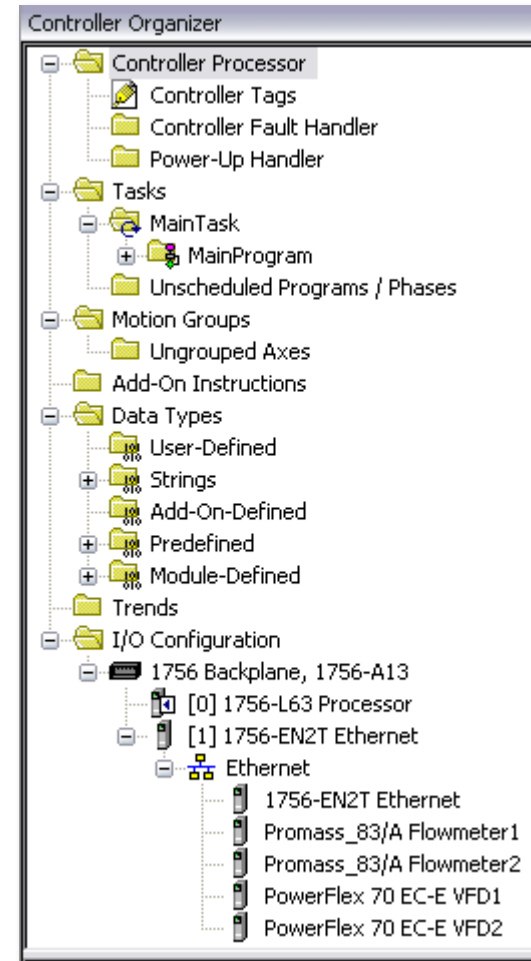 Controller Organizer
Controller Processor
Controller Tags
Controller Fault Handler
Power-Up Handler
Tasks
MainTask
MainProgram
Unscheduled Programs / Phases
Motion Groups
Ungrouped Axes
Add-On Instructions
Data Types
User-Defined
Strings
Add-On-Defined
Predefined
Module-Defined
Trends
I/O Configuration
1756 Backplane, 1756-A13
[0] 1756-L63 Processor
[1] 1756-EN2T Ethernet
Ethernet
1756-EN2T Ethernet
Promass_83/A Flowmeter1
Promass_83/A Flowmeter2
PowerFlex 70 EC-E VFD1
PowerFlex 70 EC-E VFD2